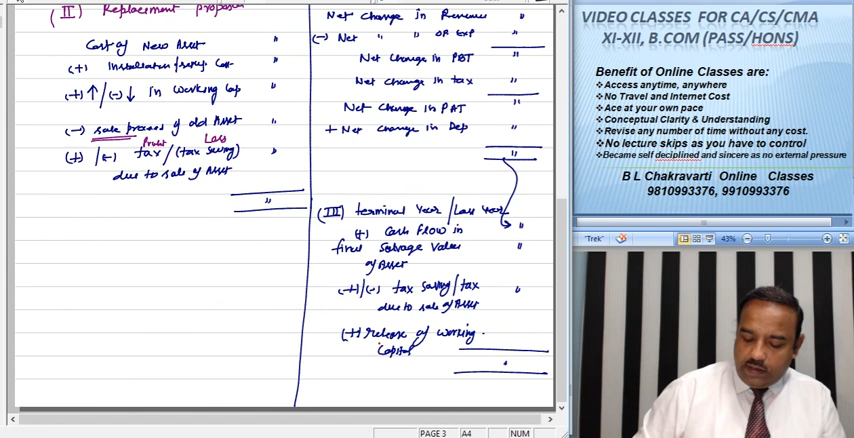 (II) Replacement proposal
Cost of New Asset "
(+) Installation/setup Cost "
(+)↑/(-)↓ in working Cap "
(-) sale proceed of old Asset "
Profit Loss
(+)/(-) tax/(tax saving) "
due to sale of Asset
"
Net Change in Revenue "
(-) Net " " OP Exp "
Net Change in PBT "
Net Change in tax "
Net Change in PAT "
+ Net Change in Dep "
"
(III) terminal Year/Last Year
(+) Cash flow in "
final Salvage Value "
of Asset
(+)/(-) tax saving/tax "
due to sale of Asset
(+) release of working
Capital
PAGE 3 A4 NUM
VIDEO CLASSES FOR CA/CS/CMA
XI-XII, B.COM (PASS/HONS)
Benefit of Online Classes are:
❖Access anytime, anywhere
❖No Travel and Internet Cost
❖Ace at your own pace
❖Conceptual Clarity & Understanding
❖Revise any number of time without any cost.
❖No lecture skips as you have to control
❖Became self deciplined and sincere as no external pressure
B L Chakravarti Online Classes
9810993376, 9910993376
"Trek" 43%